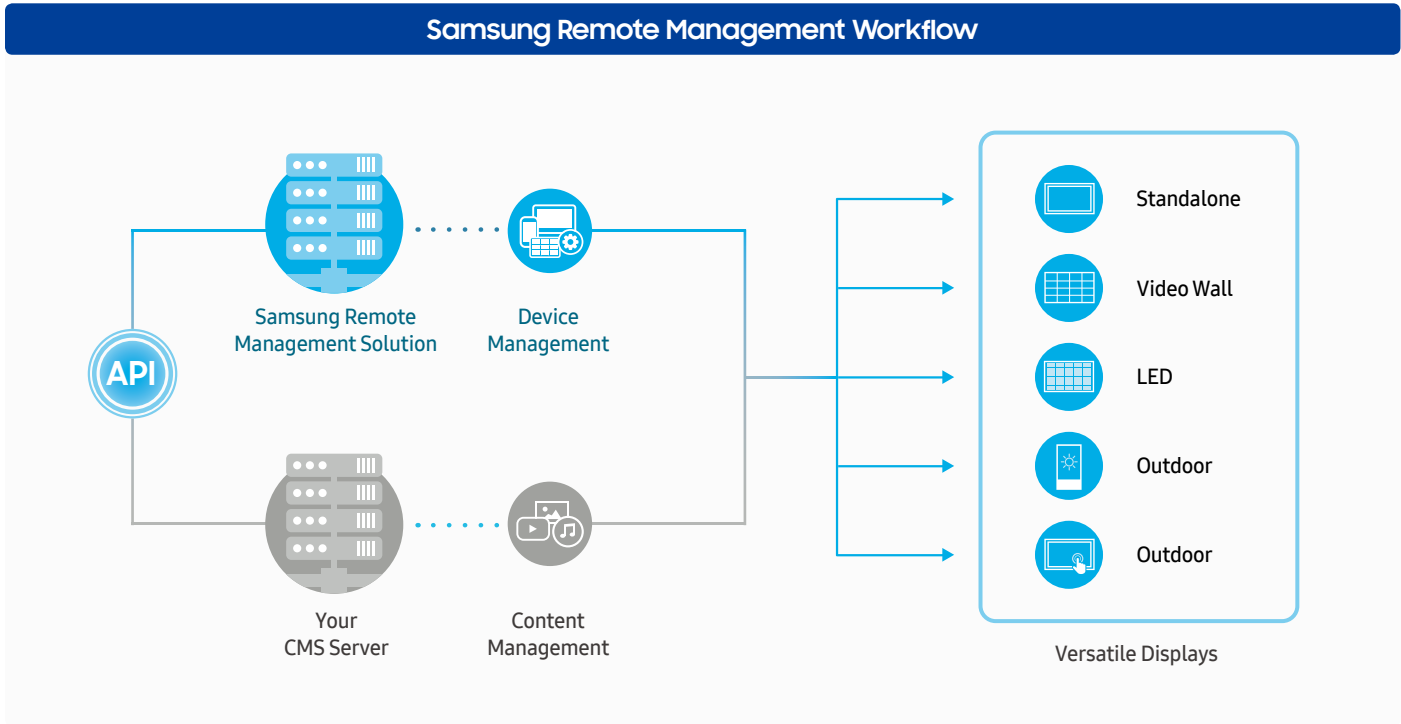 Samsung Remote Management Workflow
API
Samsung Remote
Management Solution
Device
Management
Your
CMS Server
Content
Management
Standalone
Video Wall
LED
Outdoor
Outdoor
Versatile Displays